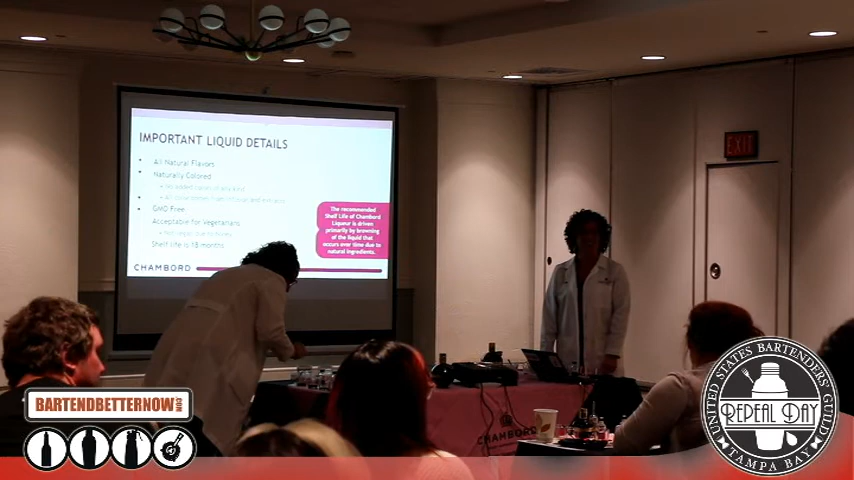 IMPORTANT LIQUID DETAILS
All Natural Flavors
Naturally Colored
GMO Free
Acceptable for Vegetarians
Shelf life is 18 months
The recommended
Shelf Life of Chambord
Liqueur is driven
primarily by browning
of the liquid that
occurs over time due to
natural ingredients.
CHAMBORD
EXIT
CHAMBORD
BARTENDBETTERNOW
UNITED STATES BARTENDERS' GUILD
REPEAL DAY
TAMPA BAY